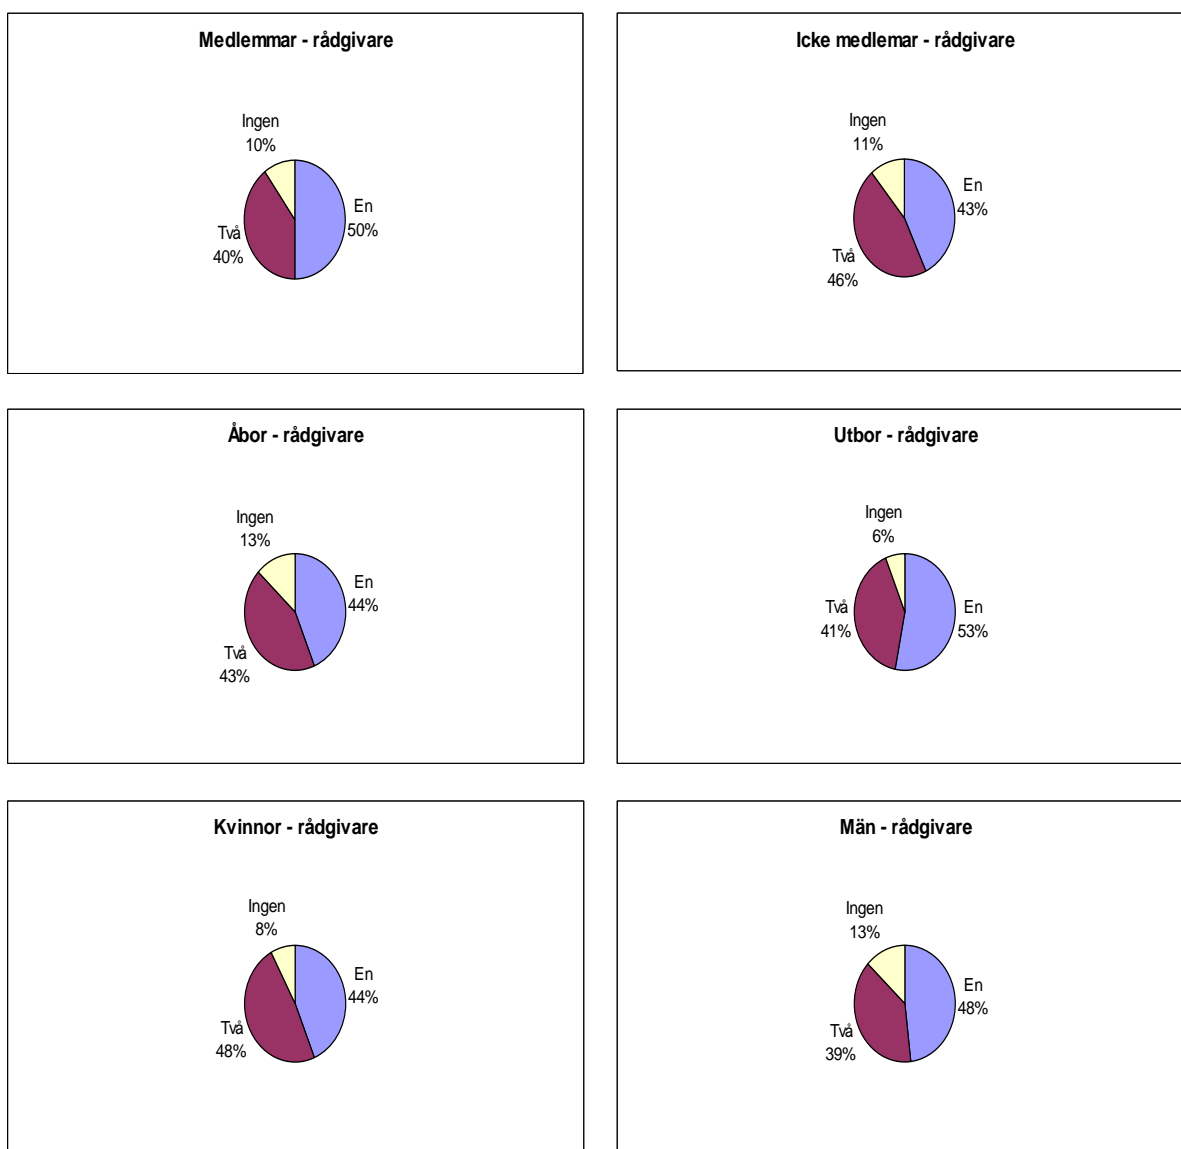 Medlemmar - rådgivare
Ingen
10%
En
50%
Två
40%
Icke medlemar - rådgivare
Ingen
11%
En
43%
Två
46%
Åbor - rådgivare
Ingen
13%
En
44%
Två
43%
Utbor - rådgivare
Ingen
6%
Två
41%
En
53%
Kvinnor - rådgivare
Ingen
8%
En
44%
Två
48%
Män - rådgivare
Ingen
13%
En
48%
Två
39%